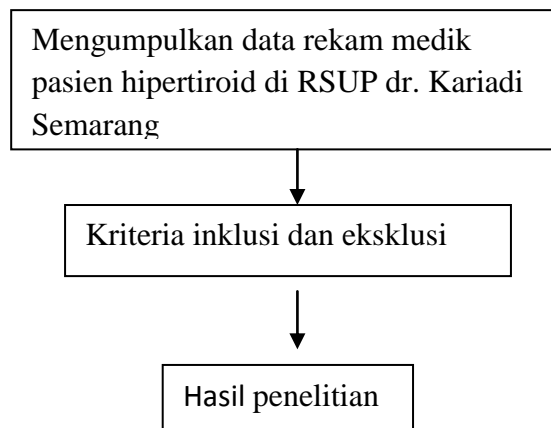 Mengumpulkan data rekam medik
pasien hipertiroid di RSUP dr. Kariadi
Semarang
Kriteria inklusi dan eksklusi
Hasil penelitian